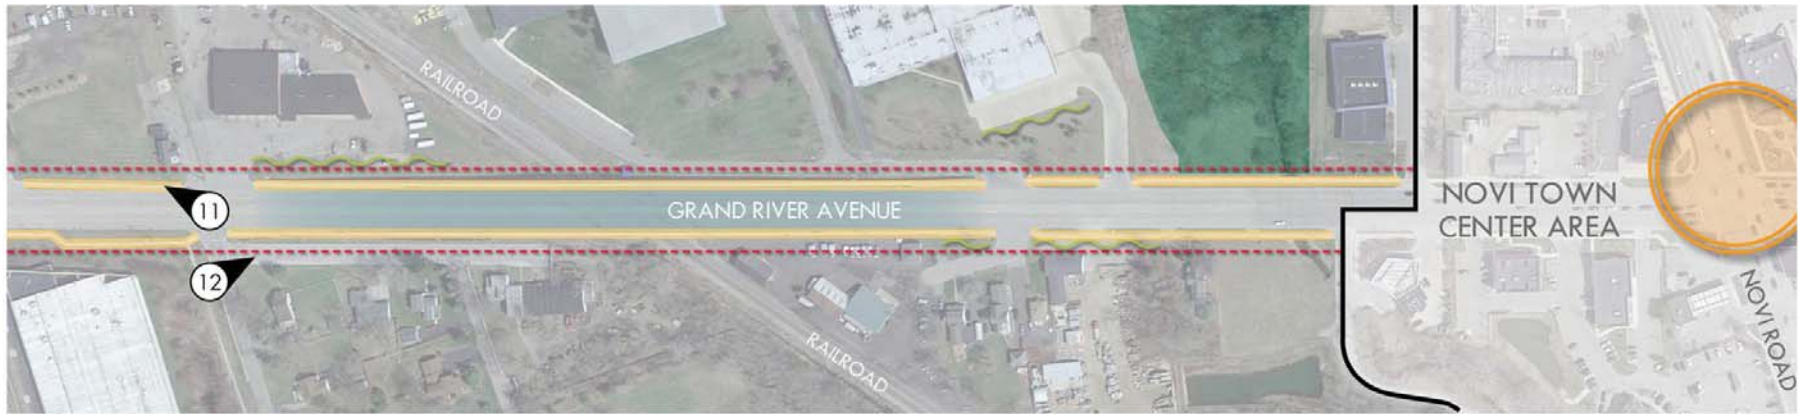 RAILROAD
11
GRAND RIVER AVENUE
12
RAILROAD
NOVI TOWN
CENTER AREA
NOVI ROAD